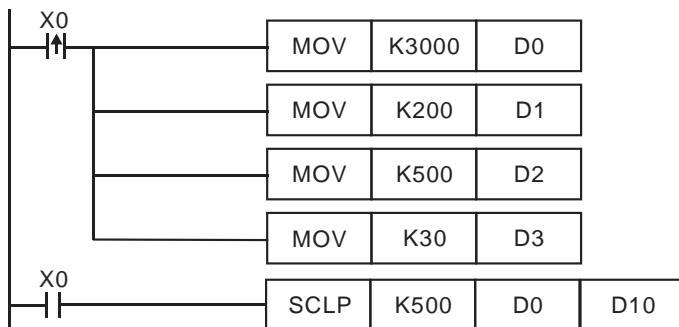 X0
MOV K3000 D0
MOV K200 D1
MOV K500 D2
MOV K30 D3
X0
SCLP K500 D0 D10